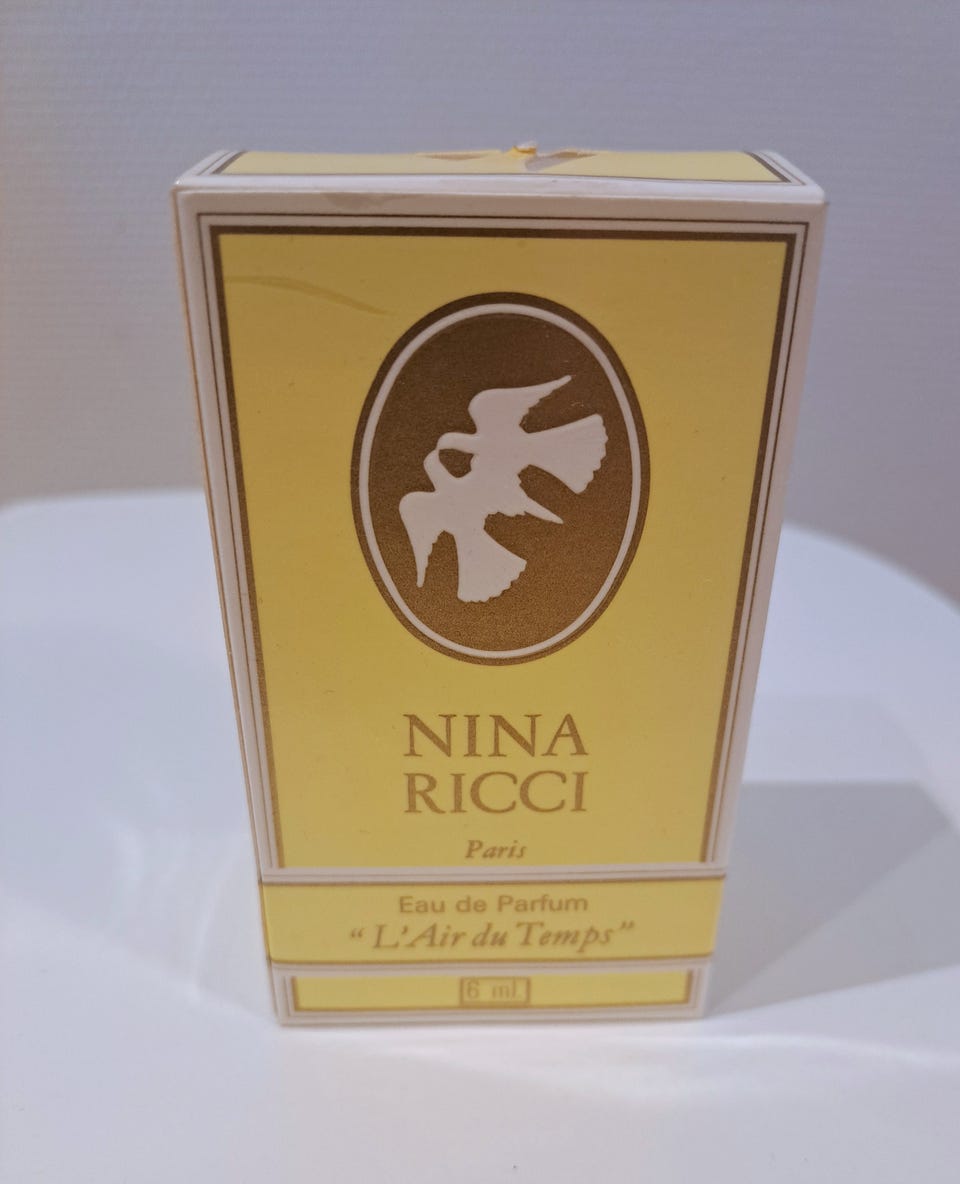 NINA
RICCI
Paris
Eau de Parfum
“L'Air du Temps”
6 ml.